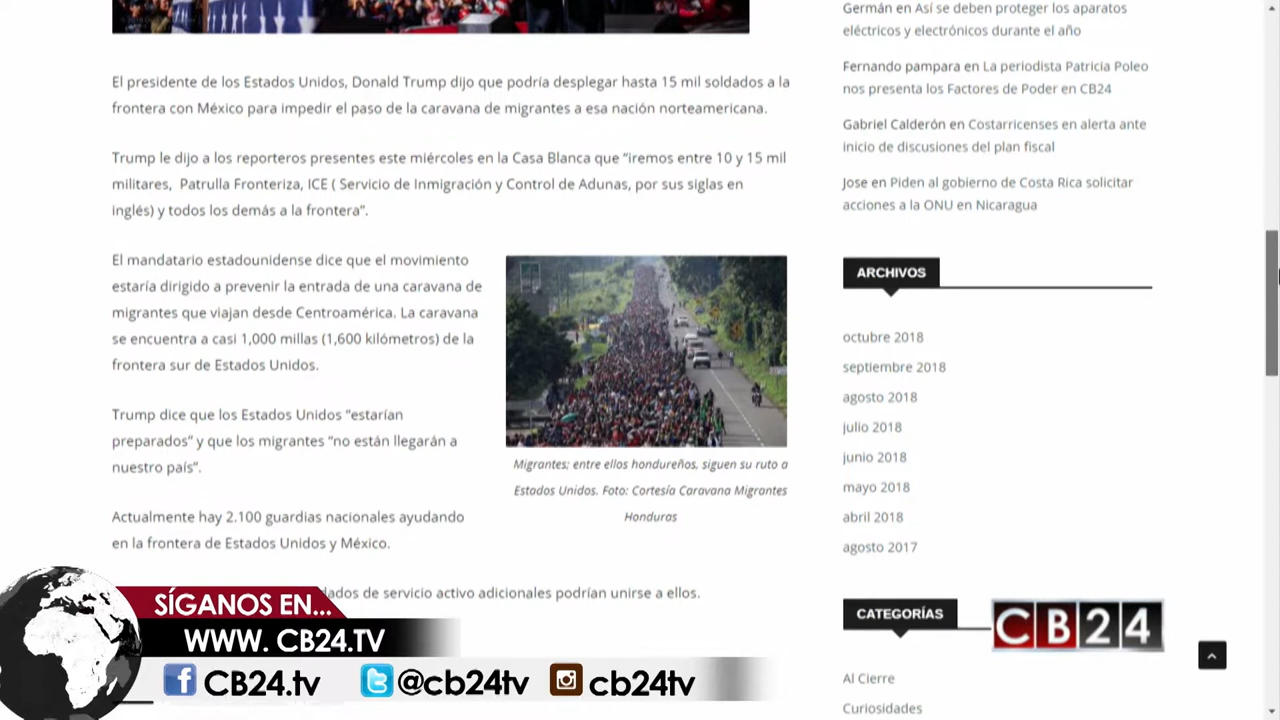 El presidente de los Estados Unidos, Donald Trump dijo que podría desplegar hasta 15 mil soldados a la
frontera con México para impedir el paso de la caravana de migrantes a esa nación norteamericana.
Trump le dijo a los reporteros presentes este miércoles en la Casa Blanca que “iremos entre 10 y 15 mil
militares, Patrulla Fronteriza, ICE ( Servicio de Inmigración y Control de Adunas, por sus siglas en
inglés) y todos los demás a la frontera”.
El mandatario estadounidense dice que el movimiento
estaría dirigido a prevenir la entrada de una caravana de
migrantes que viajan desde Centroamérica. La caravana
se encuentra a casi 1,000 millas (1,600 kilómetros) de la
frontera sur de Estados Unidos.
Trump dice que los Estados Unidos “estarían
preparados” y que los migrantes “no están llegarán a
nuestro país”.
Actualmente hay 2.100 guardias nacionales ayudando
en la frontera de Estados Unidos y México.
Migrantes; entre ellos hondureños, siguen su ruto a
Estados Unidos. Foto: Cortesía Caravana Migrantes
Honduras
de servicio activo adicionales podrían unirse a ellos.
Germán en Así se deben proteger los aparatos
eléctricos y electrónicos durante el año
Fernando pampara en La periodista Patricia Poleo
nos presenta los Factores de Poder en CB24
Gabriel Calderón en Costarricenses en alerta ante
inicio de discusiones del plan fiscal
Jose en Piden al gobierno de Costa Rica solicitar
acciones a la ONU en Nicaragua
ARCHIVOS
octubre 2018
septiembre 2018
agosto 2018
julio 2018
junio 2018
mayo 2018
abril 2018
agosto 2017
CATEGORÍAS
CB24
Al Cierre
Curiosidades
SÍGANOS EN...
WWW. CB24.TV
CB24.tv @cb24tv cb24tv